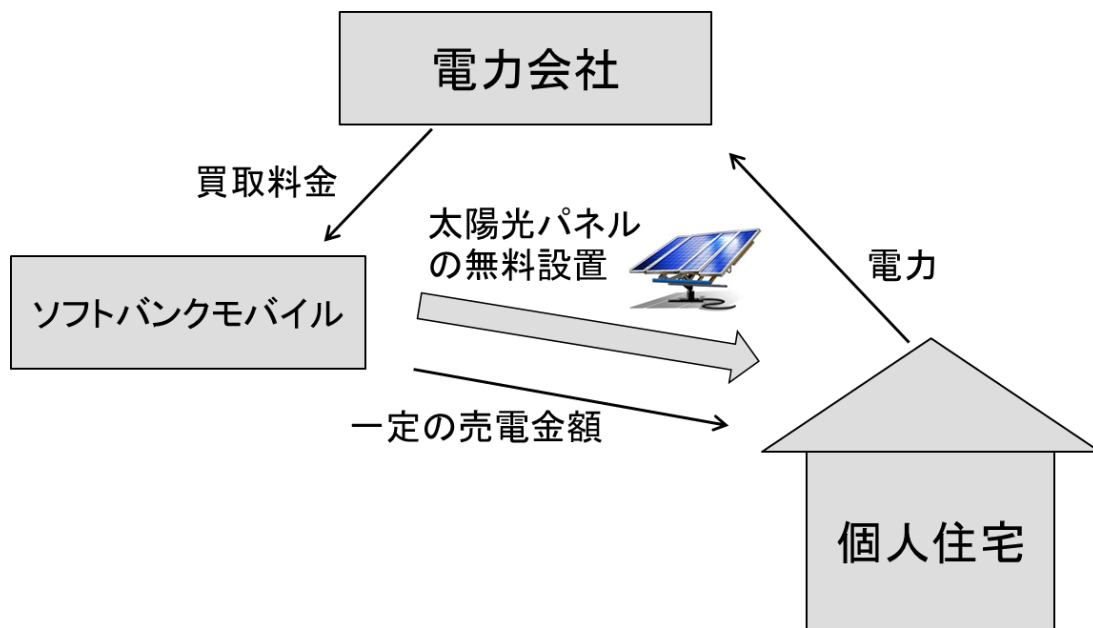 電力会社
買取料金
太陽光パネル
の無料設置
電力
ソフトバンクモバイル
一定の売電金額
個人住宅